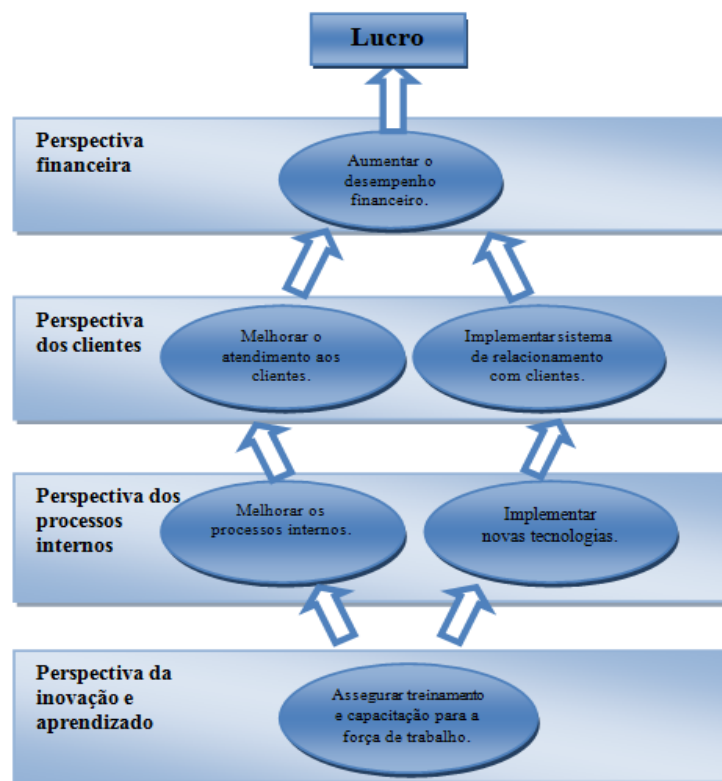 Lucro
Perspectiva
financeira
Aumentar o
desempenho
financeiro.
Perspectiva
dos clientes
Melhorar o
atendimento aos
clientes.
Implementar sistema
de relacionamento
com clientes.
Perspectiva dos
processos
internos
Melhorar os
processos internos.
Implementar
novas tecnologias.
Perspectiva da
inovação e
aprendizado
Assegurar treinamento
e capacitação para a
força de trabalho.